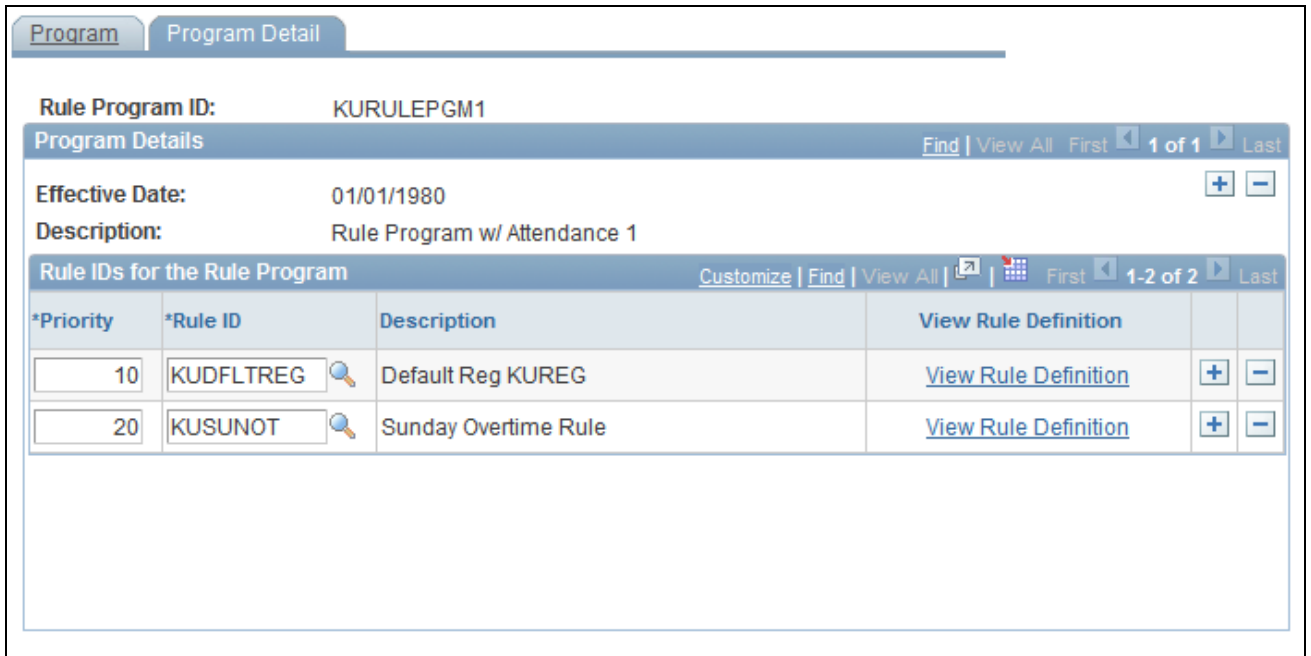 Program Program Detail
Rule Program ID: KURULEPGM1
Program Details Find | View All First 1 of 1 Last
Effective Date: 01/01/1980
Description: Rule Program w/ Attendance 1
Rule IDs for the Rule Program Customize | Find | View All | | First 1-2 of 2 Last
*Priority *Rule ID Description View Rule Definition
10 KUDFLTREG Default Reg KUREG View Rule Definition
20 KUSUNOT Sunday Overtime Rule View Rule Definition